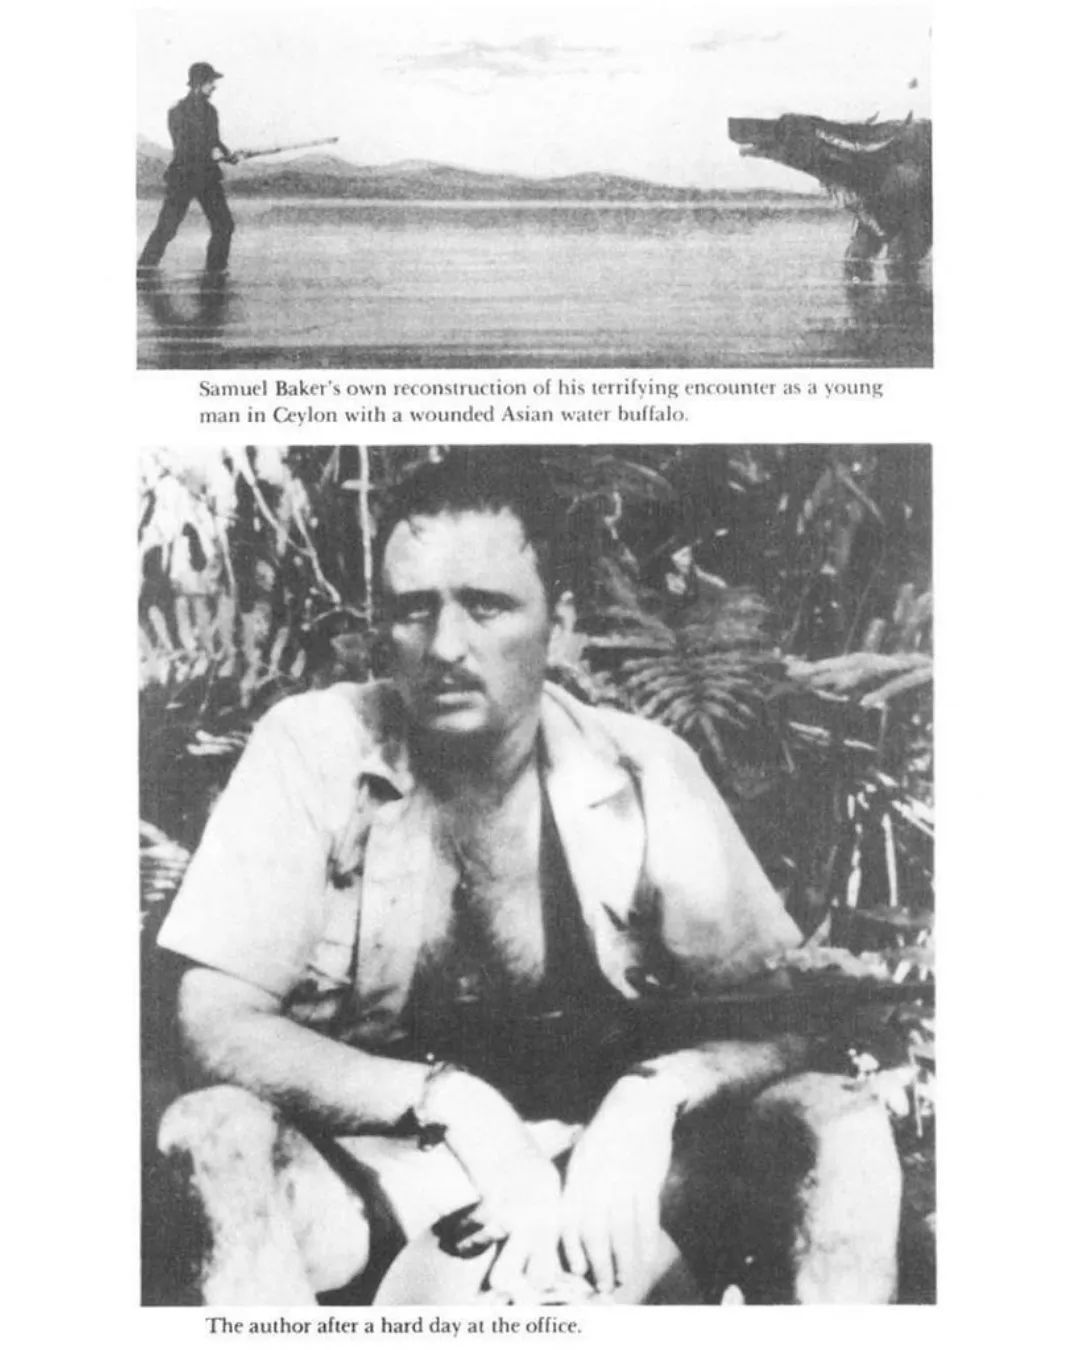 Samuel Baker's own reconstruction of his terrifying encounter as a young
man in Ceylon with a wounded Asian water buffalo.
The author after a hard day at the office.